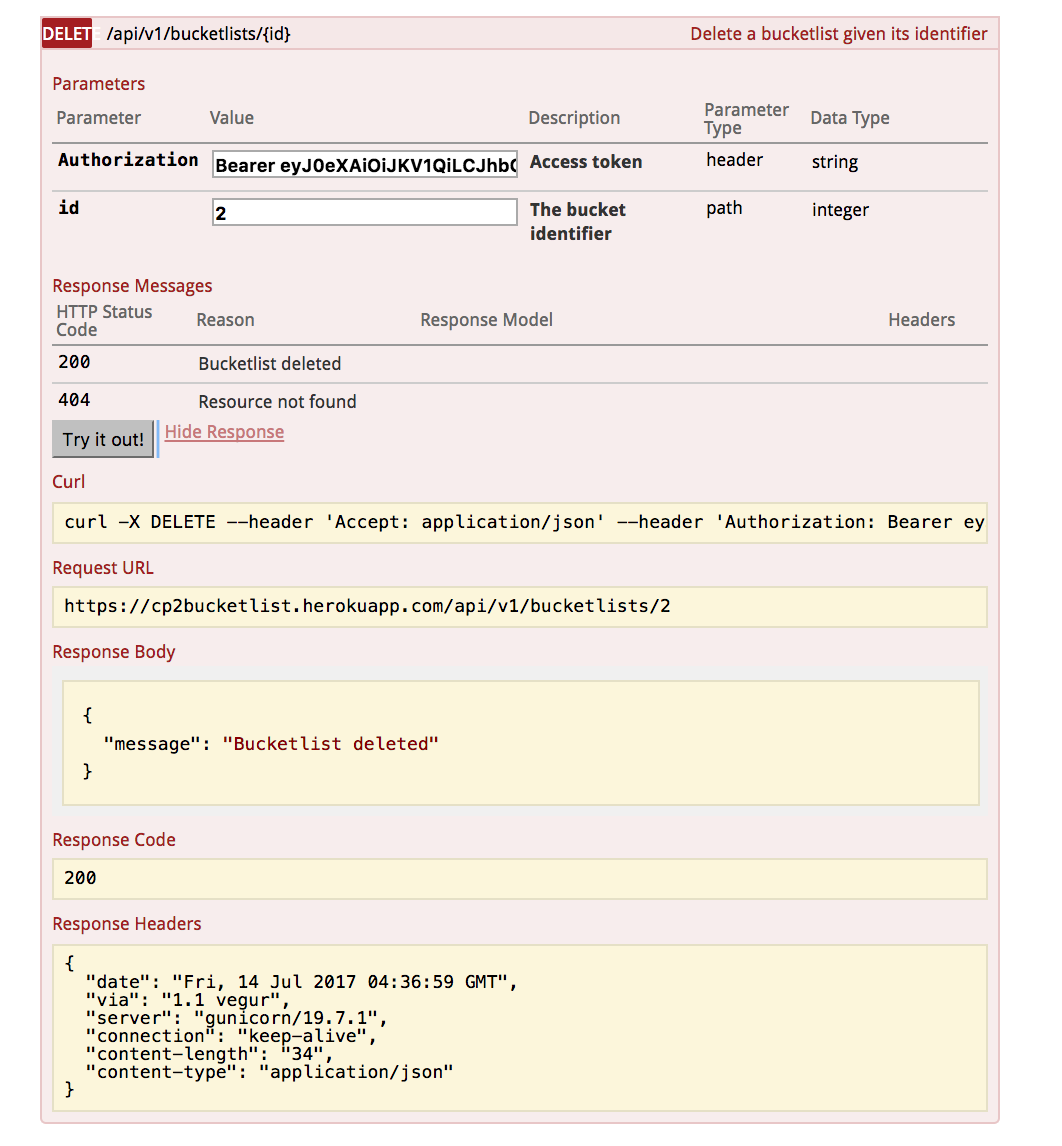 DELETE /api/v1/bucketlists/{id} Delete a bucketlist given its identifier
Parameters
Parameter Value Description Parameter Type Data Type
Authorization Bearer eyJ0eXAiOiJKV1QiLCJhbG Access token header string
id 2 The bucket identifier path integer
Response Messages
HTTP Status Code Reason Response Model Headers
200 Bucketlist deleted
404 Resource not found
Try it out! Hide Response
Curl
curl -X DELETE --header 'Accept: application/json' --header 'Authorization: Bearer ey
Request URL
https://cp2bucketlist.herokuapp.com/api/v1/bucketlists/2
Response Body
{
  "message": "Bucketlist deleted"
}
Response Code
200
Response Headers
{
  "date": "Fri, 14 Jul 2017 04:36:59 GMT",
  "via": "1.1 vegur",
  "server": "gunicorn/19.7.1",
  "connection": "keep-alive",
  "content-length": "34",
  "content-type": "application/json"
}